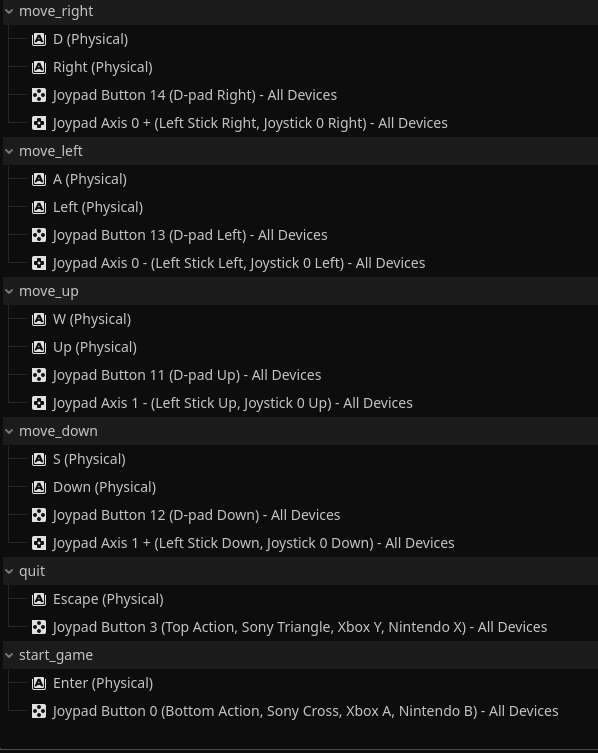 move_right
D (Physical)
Right (Physical)
Joypad Button 14 (D-pad Right) - All Devices
Joypad Axis 0 + (Left Stick Right, Joystick 0 Right) - All Devices
move_left
A (Physical)
Left (Physical)
Joypad Button 13 (D-pad Left) - All Devices
Joypad Axis 0 - (Left Stick Left, Joystick 0 Left) - All Devices
move_up
W (Physical)
Up (Physical)
Joypad Button 11 (D-pad Up) - All Devices
Joypad Axis 1 - (Left Stick Up, Joystick 0 Up) - All Devices
move_down
S (Physical)
Down (Physical)
Joypad Button 12 (D-pad Down) - All Devices
Joypad Axis 1 + (Left Stick Down, Joystick 0 Down) - All Devices
quit
Escape (Physical)
Joypad Button 3 (Top Action, Sony Triangle, Xbox Y, Nintendo X) - All Devices
start_game
Enter (Physical)
Joypad Button 0 (Bottom Action, Sony Cross, Xbox A, Nintendo B) - All Devices